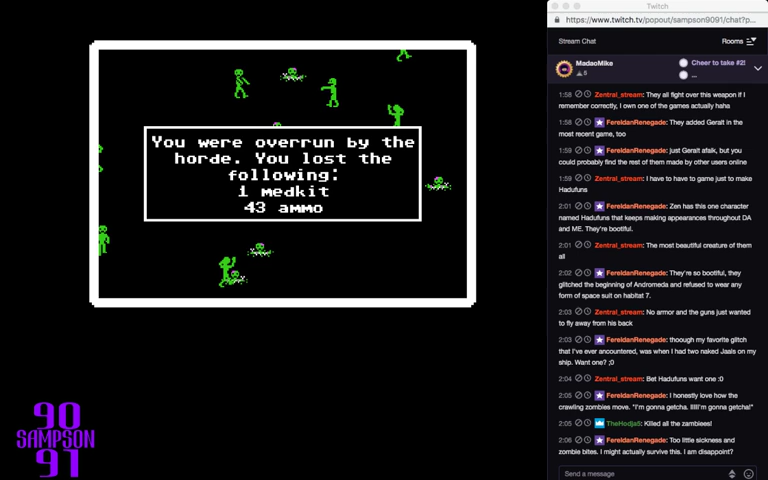 Twitch
https://www.twitch.tv/popout/sampson9091/chat?p...
Stream Chat
Rooms
MadaoMike
6
Cheer to take #2!
...
You were overrun by the
horde. You lost the
following:
1 medkit
43 ammo
1:58 Zentral_stream: They all fight over this weapon if I
remember correctly, I own one of the games actually haha
1:58 FereldanRenegade: They added Geralt in the
most recent game, too
1:59 FereldanRenegade: just Geralt afaik, but you
could probably find the rest of them made by other users online
1:59 Zentral_stream: I have to have to game just to make
Hadufuns
2:01 FereldanRenegade: Zen has this one character
named Hadufuns that keeps making appearances throughout DA
and ME. They're bootiful.
2:01 Zentral_stream: The most beautiful creature of them
all
2:02 FereldanRenegade: They're so bootiful, they
glitched the beginning of Andromeda and refused to wear any
form of space suit on habitat 7.
2:03 Zentral_stream: No armor and the guns just wanted
to fly away from his back
2:03 FereldanRenegade: thoough my favorite glitch
that I've ever encountered, was when I had two naked Jaals on my
ship. Want one? ;0
2:04 Zentral_stream: Bet Hadufuns want one :0
2:05 FereldanRenegade: I honestly love how the
crawling zombies move. "I'm gonna getcha. IIIII'm gonna getcha!"
2:05 TheHodja5: Killed all the zambiees!
2:06 FereldanRenegade: Too little sickness and
zombie bites. I might actually survive this. I am disappoint?
Send a message
90
SAMPSON
91